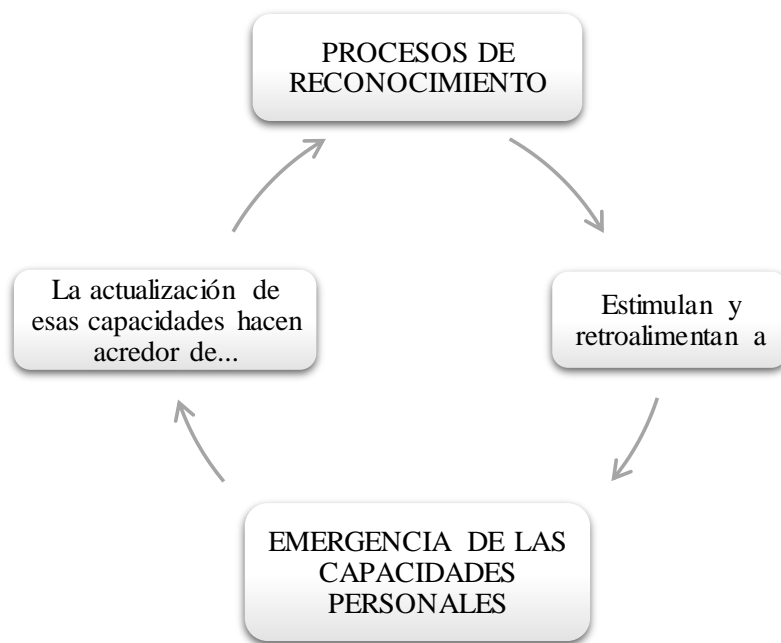 PROCESOS DE
RECONOCIMIENTO
Estimulan y
retroalimentan a
EMERGENCIA DE LAS
CAPACIDADES
PERSONALES
La actualización de
esas capacidades hacen
acredor de...